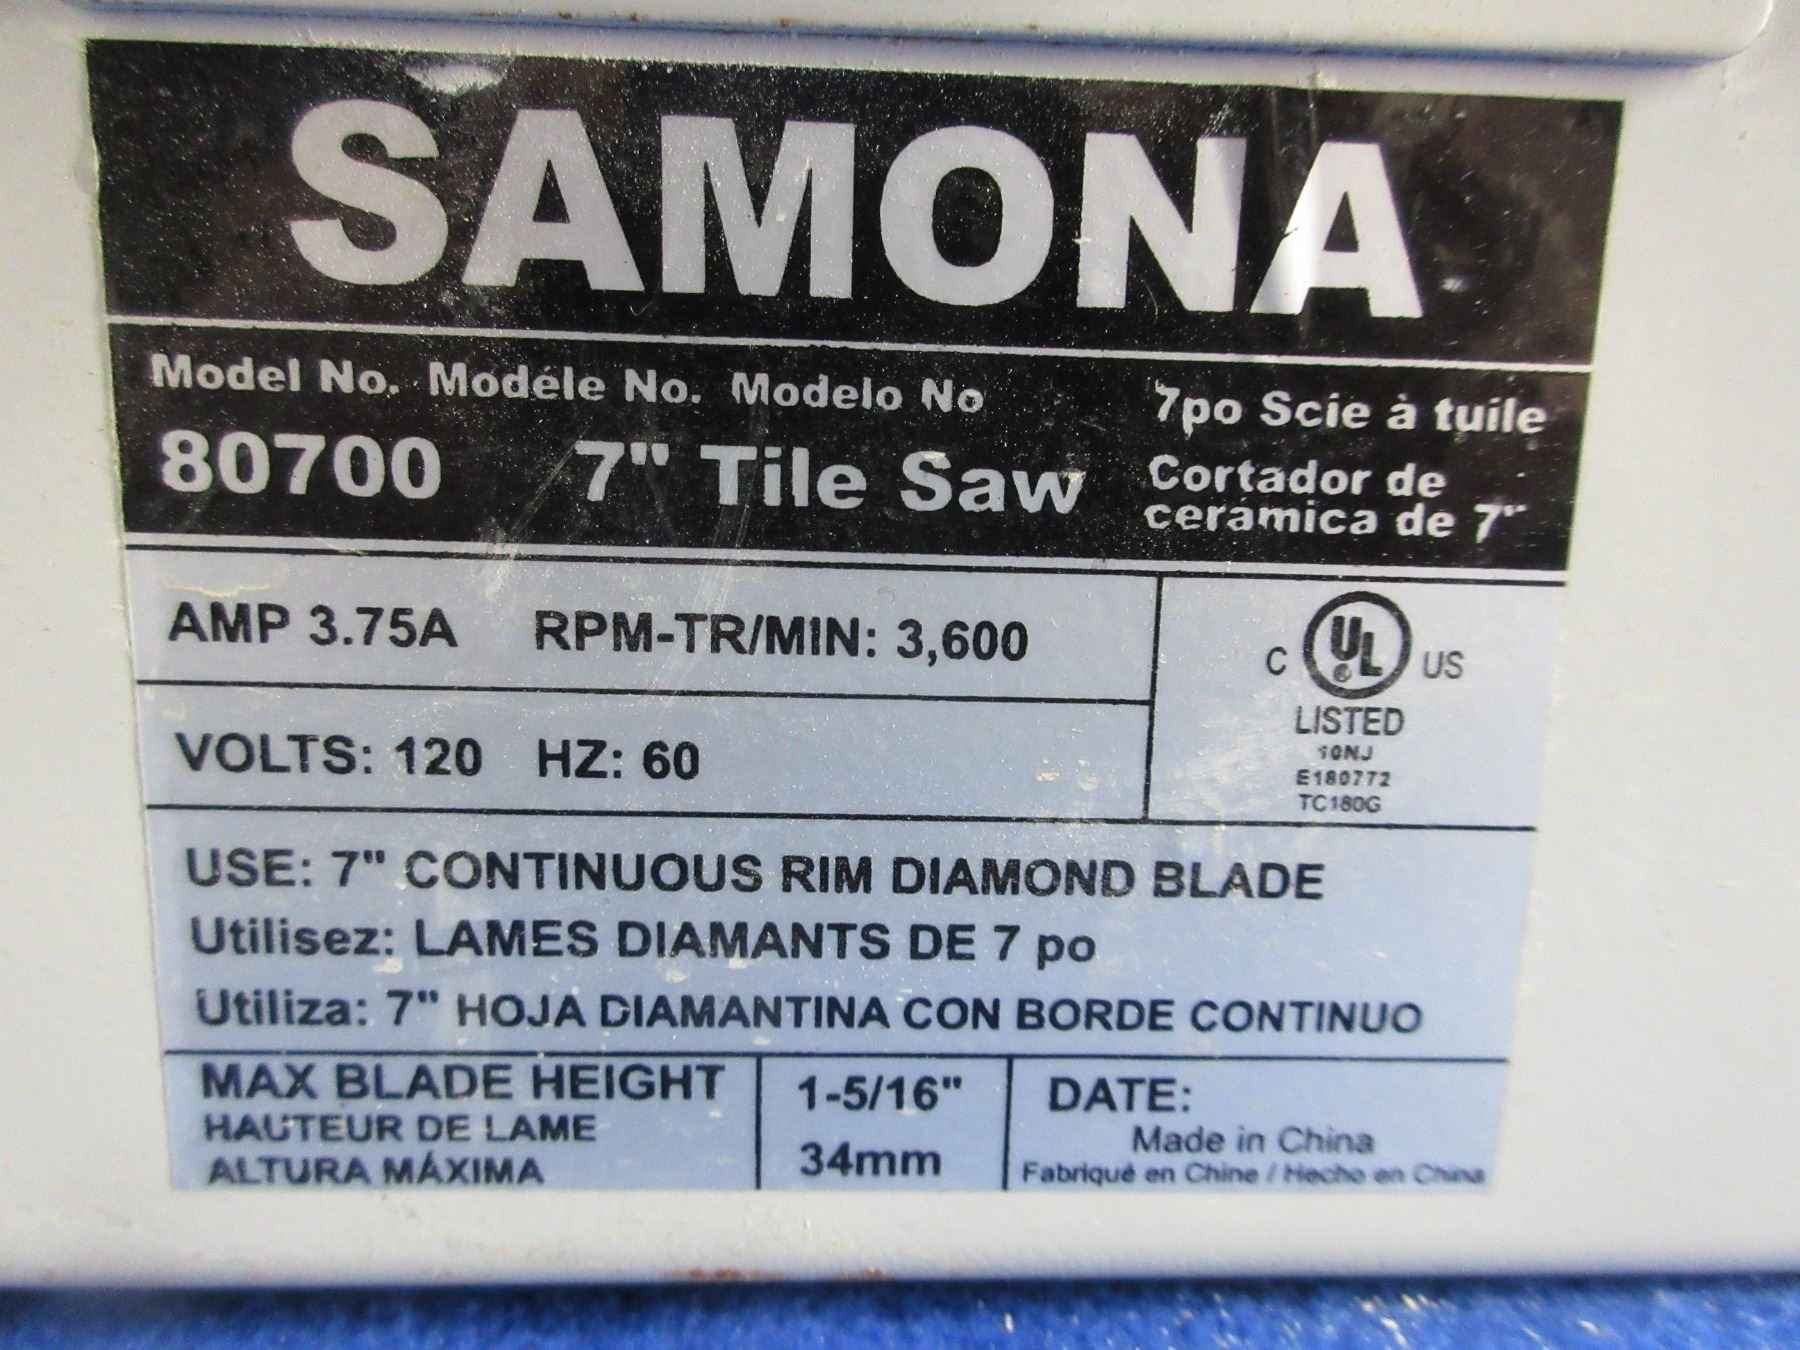 SAMONA
Model No. Modéle No. Modelo No
80700 7" Tile Saw
7po Scie à tuile
Cortador de
cerámica de 7"
AMP 3.75A RPM-TR/MIN: 3,600
VOLTS: 120 HZ: 60
C UL US
LISTED
10NJ
E180772
TC180G
USE: 7" CONTINUOUS RIM DIAMOND BLADE
Utilisez: LAMES DIAMANTS DE 7 po
Utiliza: 7" HOJA DIAMANTINA CON BORDE CONTINUO
MAX BLADE HEIGHT
HAUTEUR DE LAME
ALTURA MÁXIMA
1-5/16"
34mm
DATE:
Made in China
Fabriqué en Chine / Hecho en China